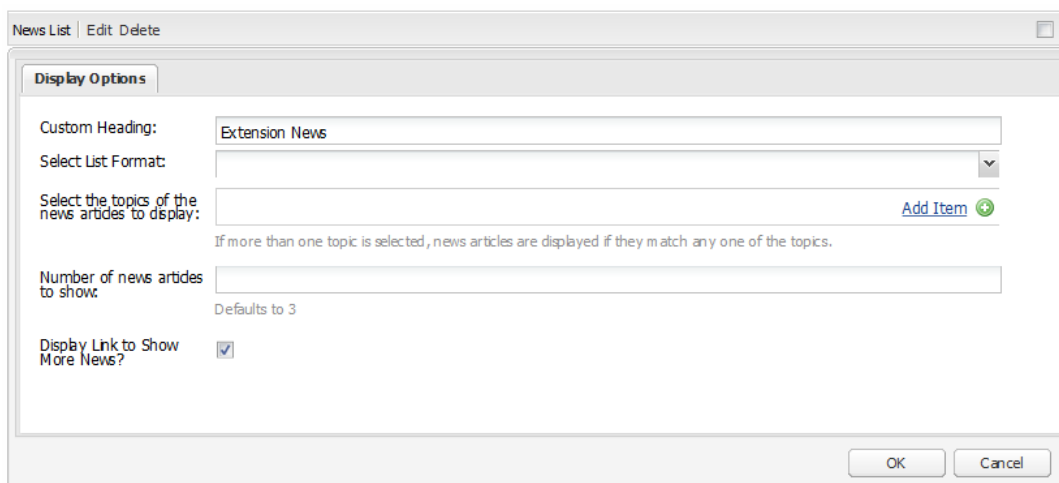 News List Edit Delete
Display Options
Custom Heading: Extension News
Select List Format:
Select the topics of the
news articles to display:
Add Item
If more than one topic is selected, news articles are displayed if they match any one of the topics.
Number of news articles
to show:
Defaults to 3
Display Link to Show
More News?
OK Cancel